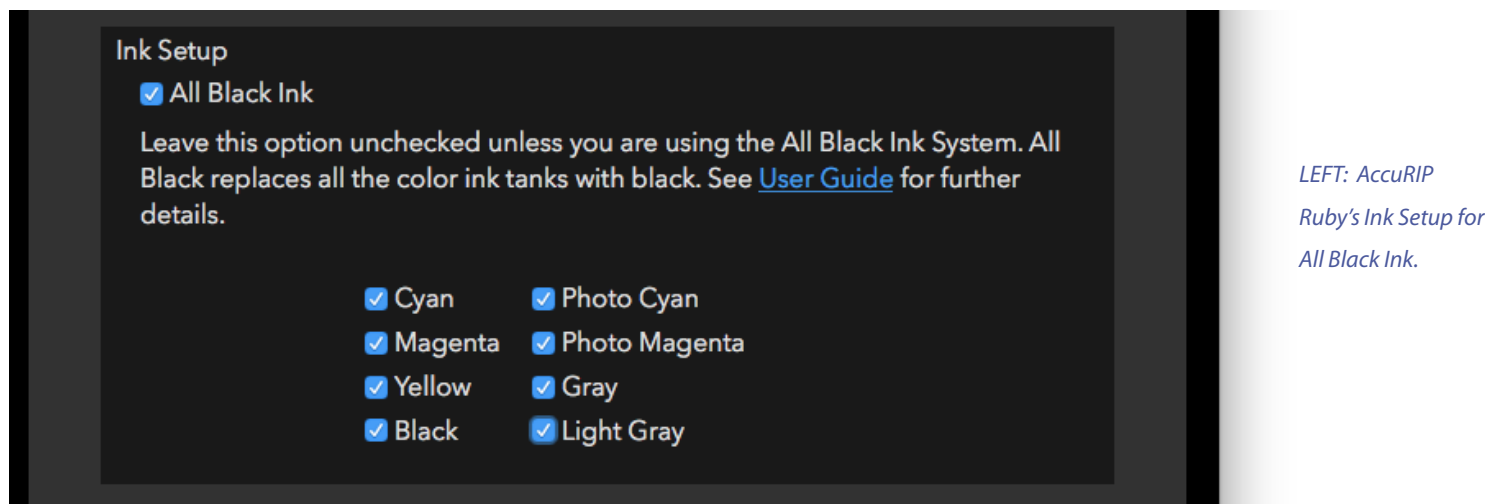 Ink Setup
All Black Ink
Leave this option unchecked unless you are using the All Black Ink System. All
Black replaces all the color ink tanks with black. See User Guide for further
details.
Cyan
Photo Cyan
Magenta
Photo Magenta
Yellow
Gray
Black
Light Gray
LEFT: AccuRIP
Ruby's Ink Setup for
All Black Ink.